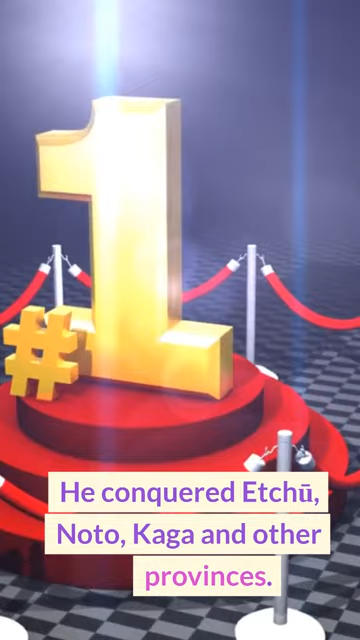 #1
He conquered Etchū,
Noto, Kaga and other
provinces.